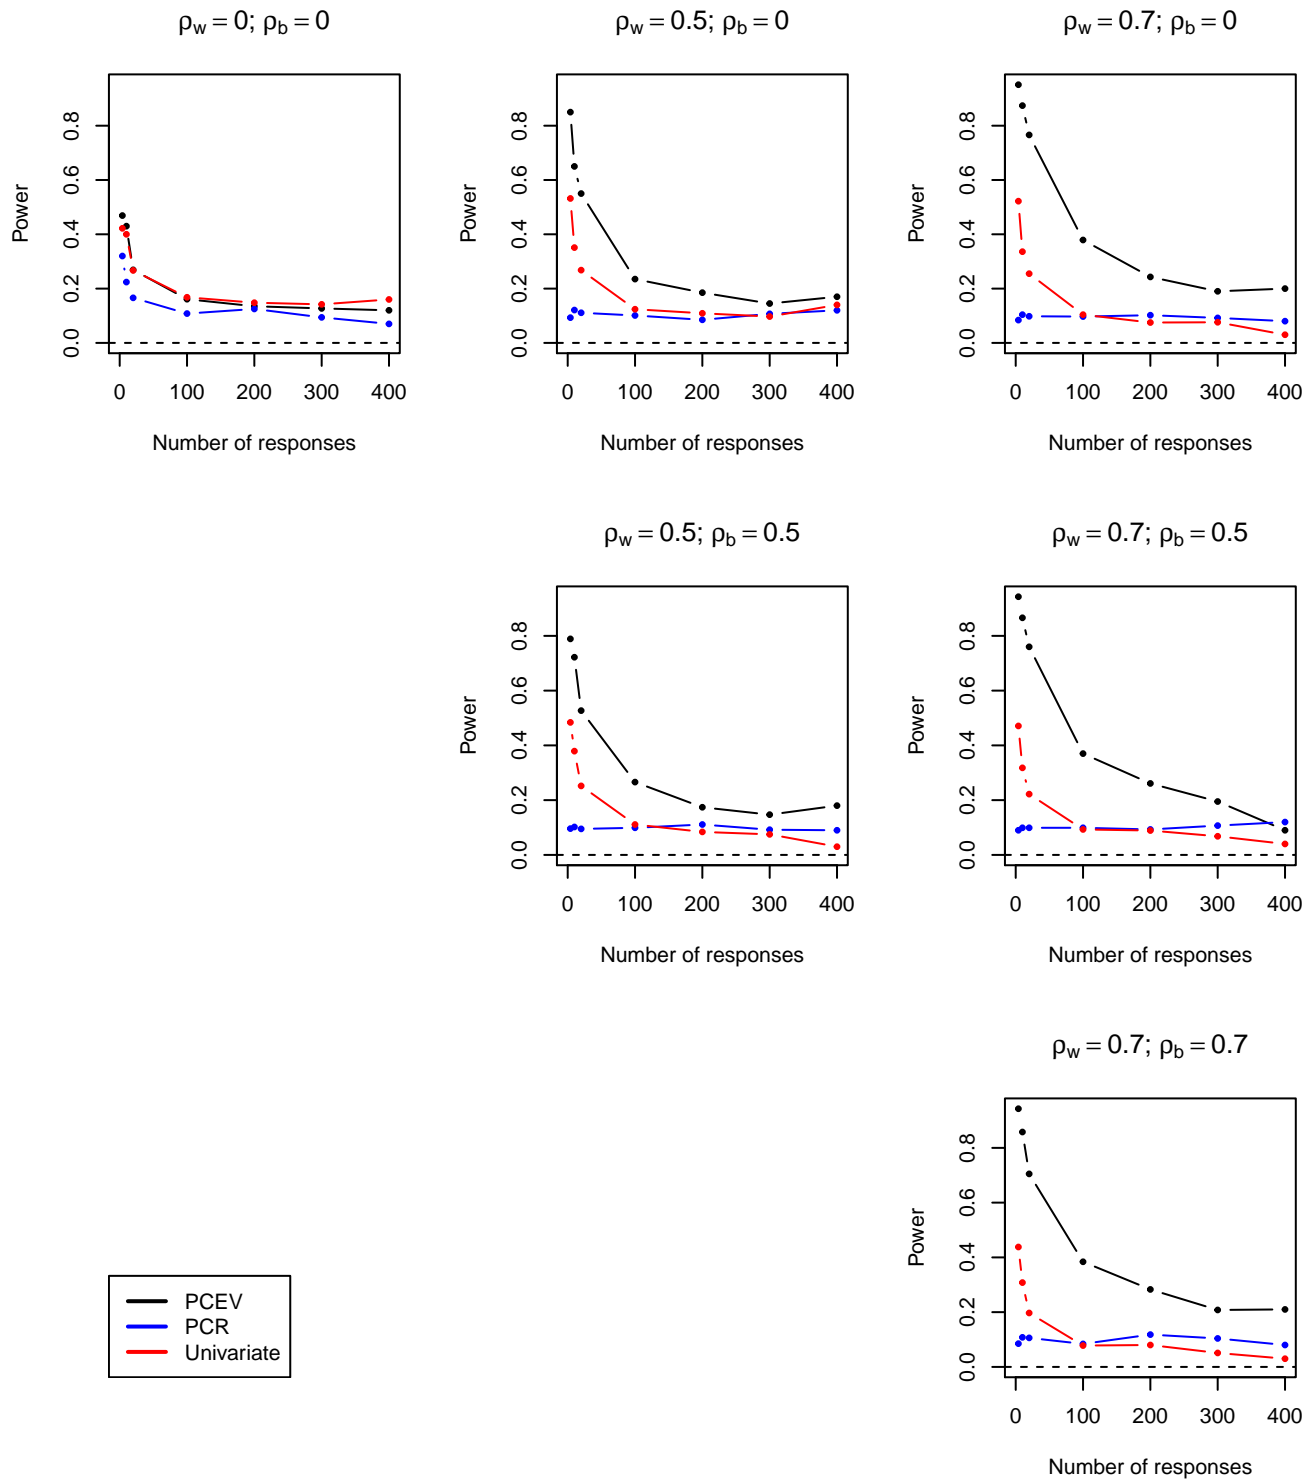 ρw = 0; ρb = 0
Power
0.0 0.2 0.4 0.6 0.8
0 100 200 300 400
Number of responses
ρw = 0.5; ρb = 0
Power
0.0 0.2 0.4 0.6 0.8
0 100 200 300 400
Number of responses
ρw = 0.7; ρb = 0
Power
0.0 0.2 0.4 0.6 0.8
0 100 200 300 400
Number of responses
ρw = 0.5; ρb = 0.5
Power
0.0 0.2 0.4 0.6 0.8
0 100 200 300 400
Number of responses
ρw = 0.7; ρb = 0.5
Power
0.0 0.2 0.4 0.6 0.8
0 100 200 300 400
Number of responses
ρw = 0.7; ρb = 0.7
Power
0.0 0.2 0.4 0.6 0.8
0 100 200 300 400
Number of responses
PCEV
PCR
Univariate